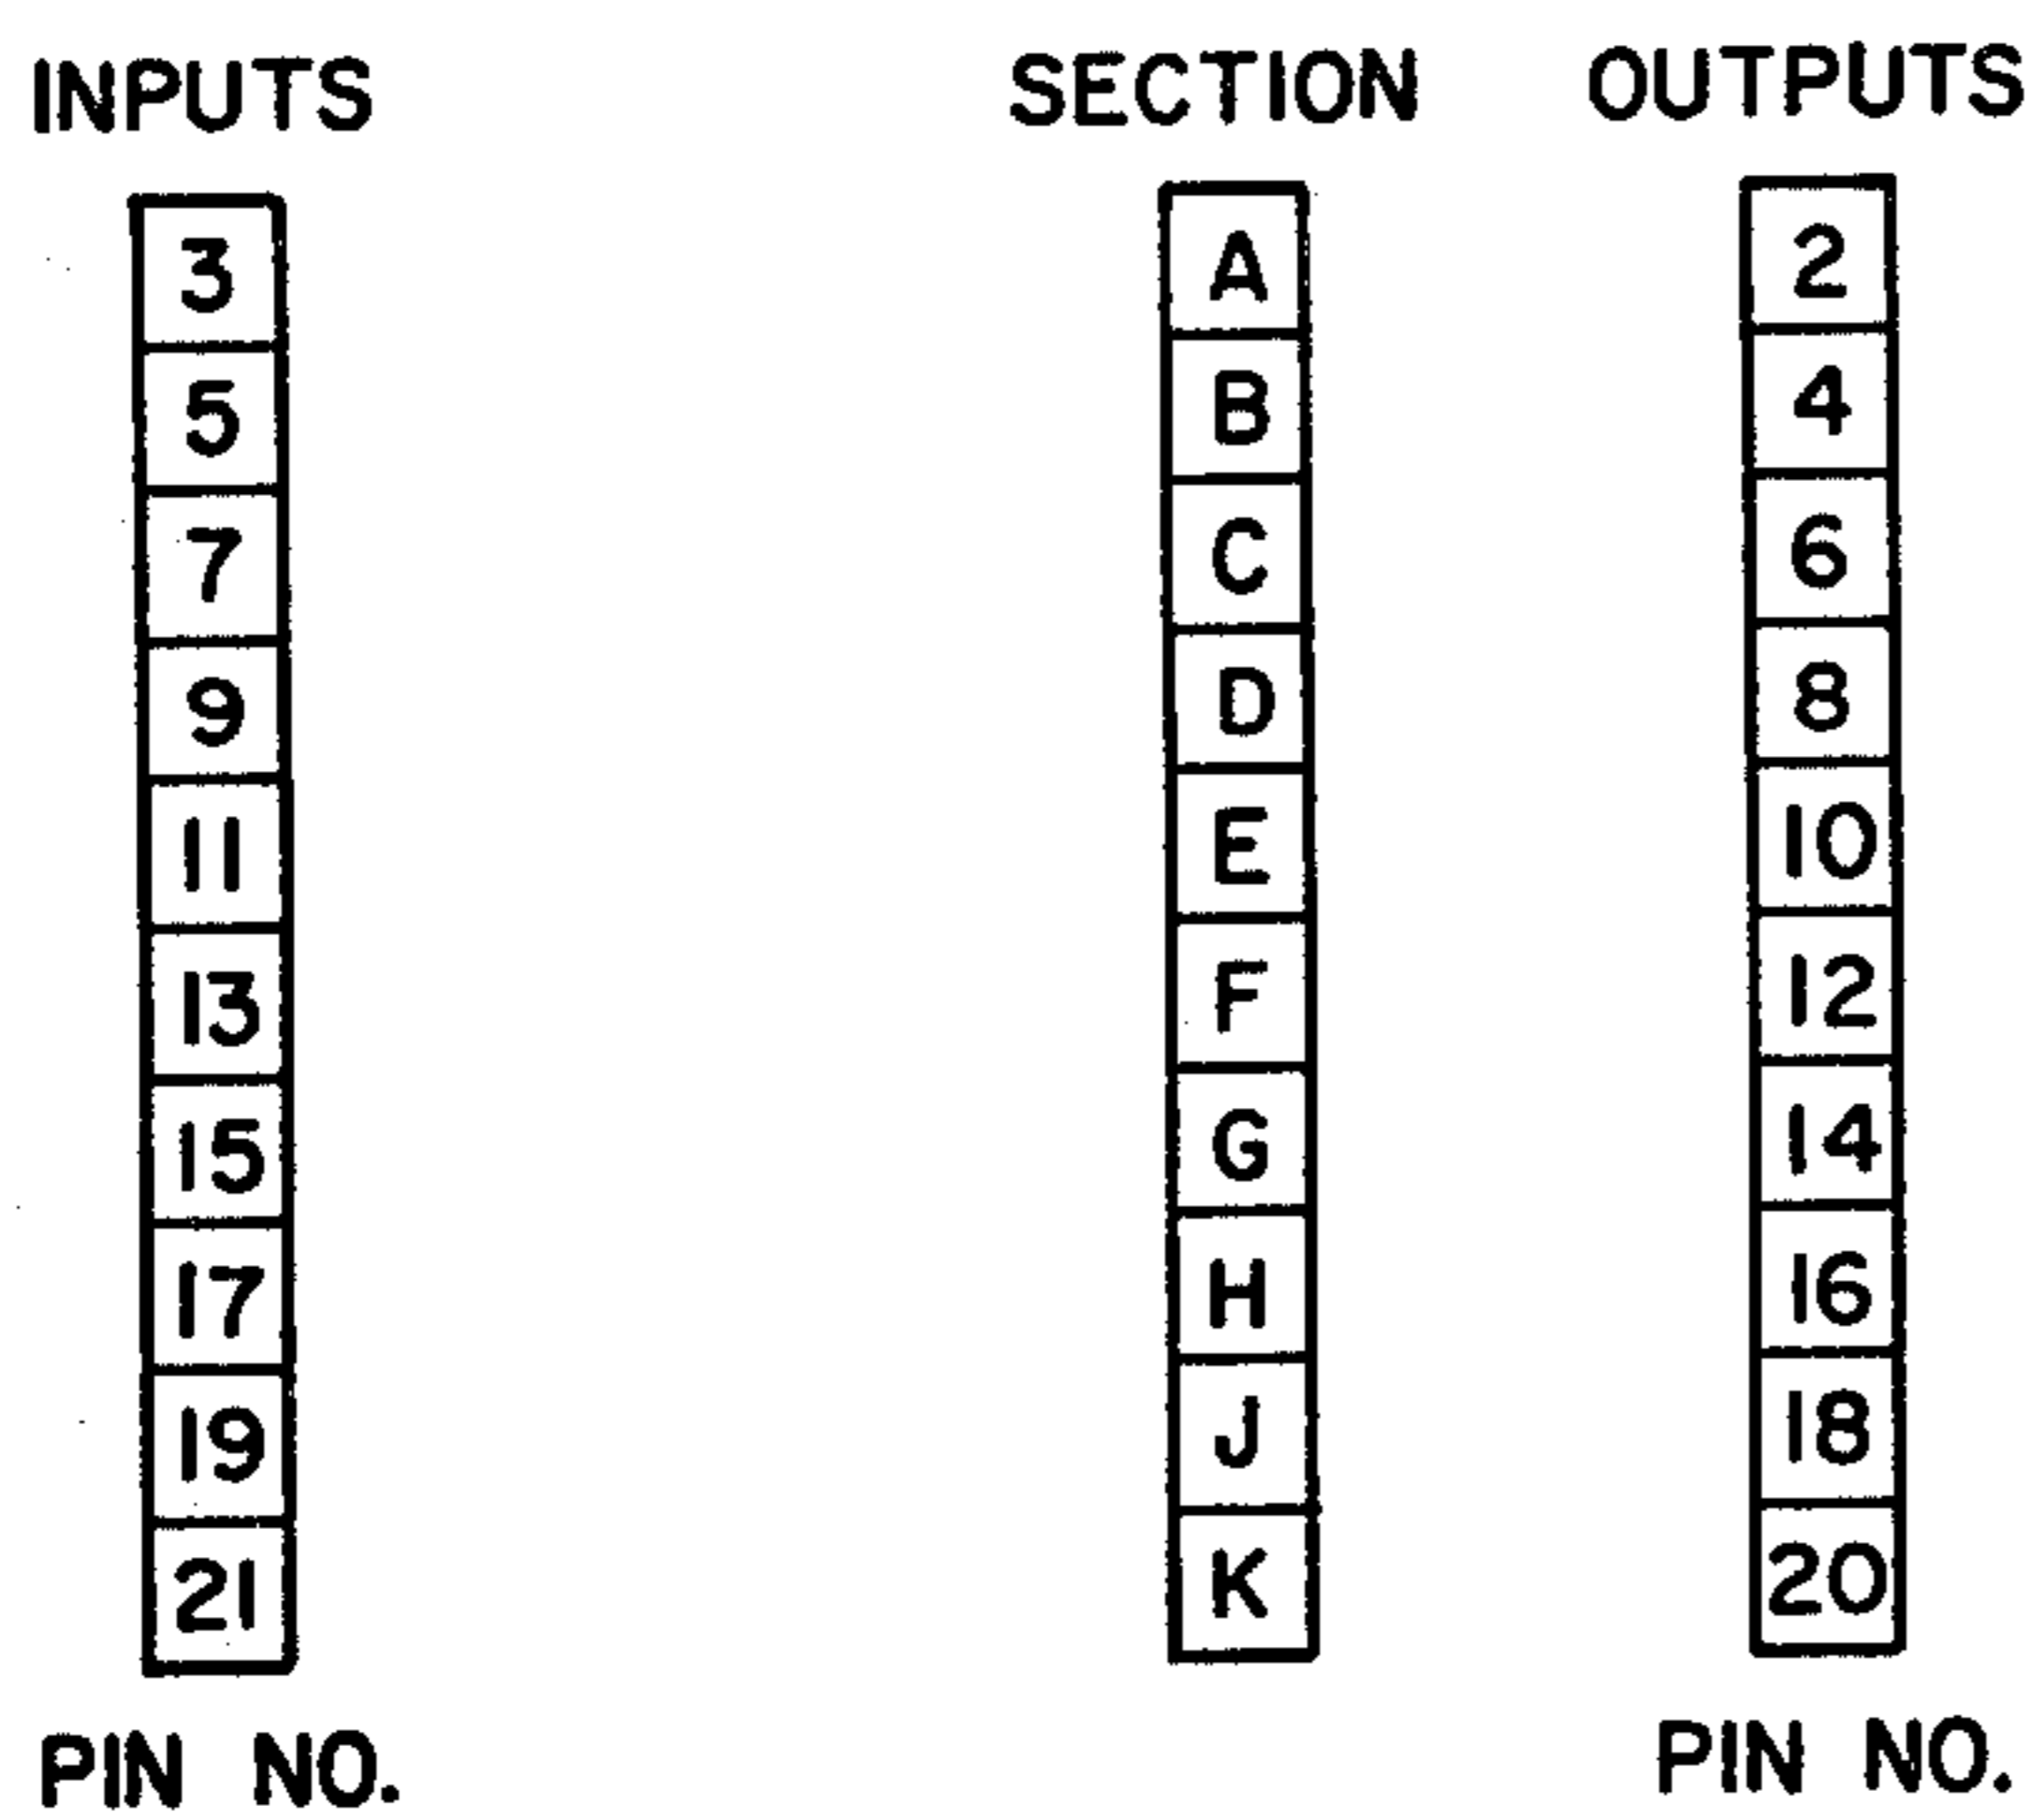 INPUTS SECTION OUTPUTS
3 A 2
5 B 4
7 C 6
9 D 8
11 E 10
13 F 12
15 G 14
17 H 16
19 J 18
21 K 20
PIN NO. PIN NO.